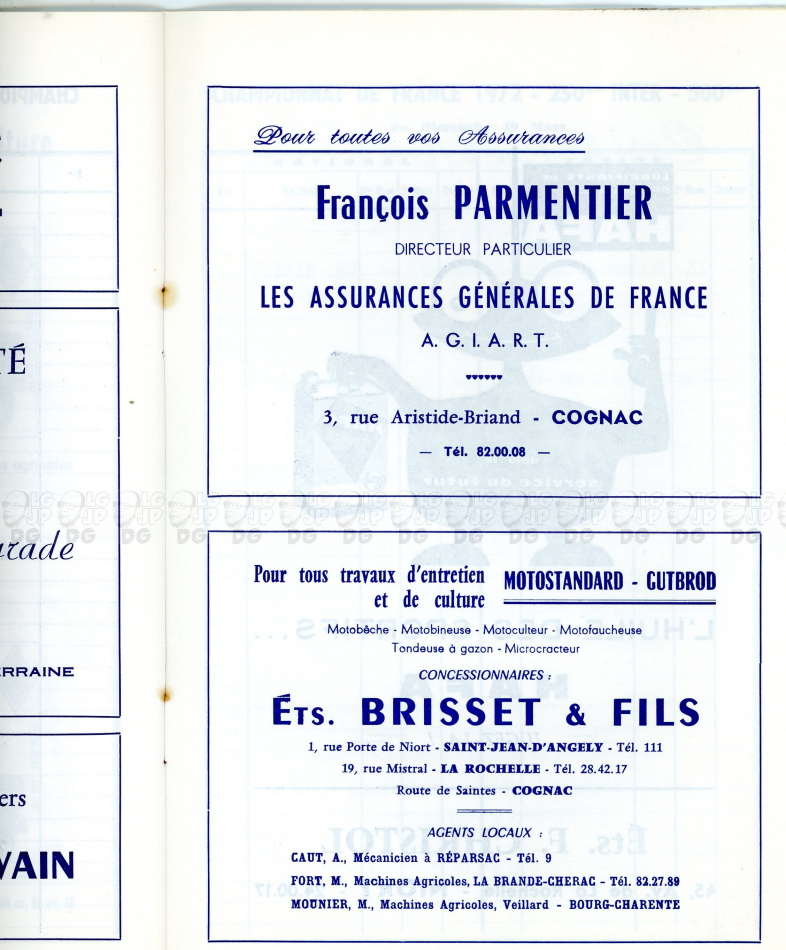 TÉ
rade
ERRAINE
ers
VAIN
Pour toutes vos Assurances
François PARMENTIER
DIRECTEUR PARTICULIER
LES ASSURANCES GÉNÉRALES DE FRANCE
A. G. I. A. R. T.
3, rue Aristide-Briand - COGNAC
— Tél. 82.00.08 —
Pour tous travaux d'entretien MOTOSTANDARD - GUTBROD
et de culture
Motobêche - Motobineuse - Motoculteur - Motofaucheuse
Tondeuse à gazon - Microcracteur
CONCESSIONNAIRES :
Éts. BRISSET & FILS
1, rue Porte de Niort - SAINT-JEAN-D'ANGELY - Tél. 111
19, rue Mistral - LA ROCHELLE - Tél. 28.42.17
Route de Saintes - COGNAC
AGENTS LOCAUX :
CAUT, A., Mécanicien à RÉPARSAC - Tél. 9
FORT, M., Machines Agricoles, LA BRANDE-CHERAC - Tél. 82.27.89
MOUNIER, M., Machines Agricoles, Veillard - BOURG-CHARENTE